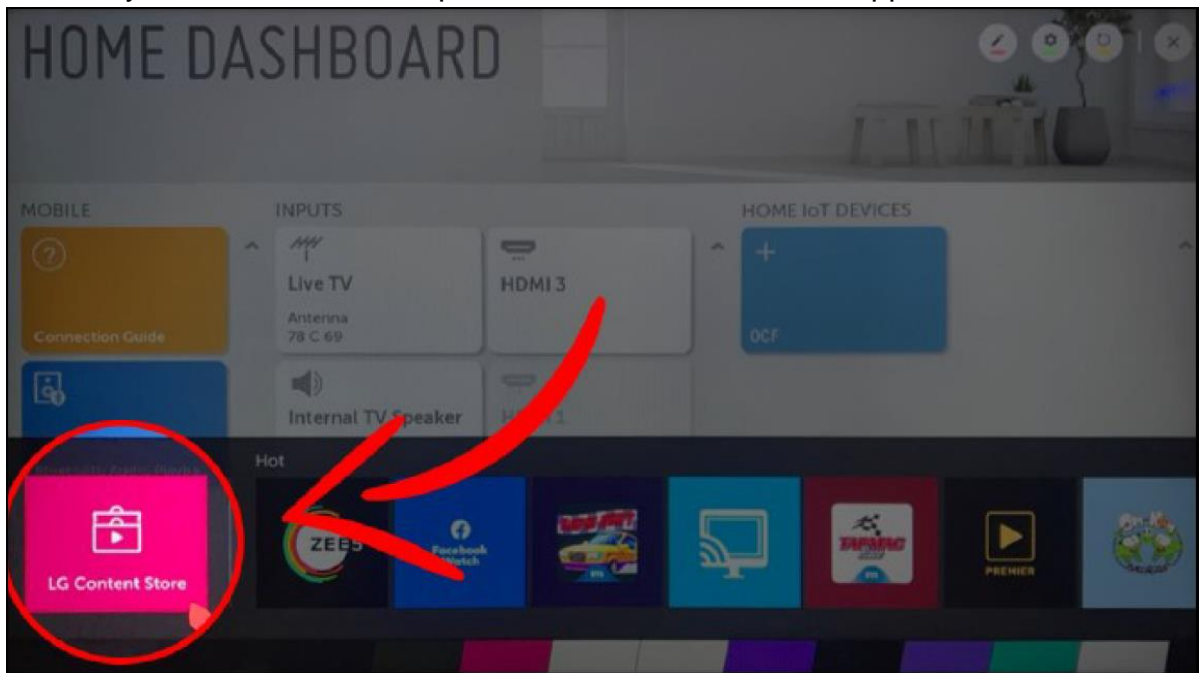 HOME DASHBOARD
MOBILE
INPUTS
HOME IoT DEVICES
Connection Guide
Live TV
Antenna
78 C 69
HDMI 3
OCF
Internal TV Speaker
Hot
LG Content Store
ZEE5
Facebook
Watch
TAPMAG
PREMIER